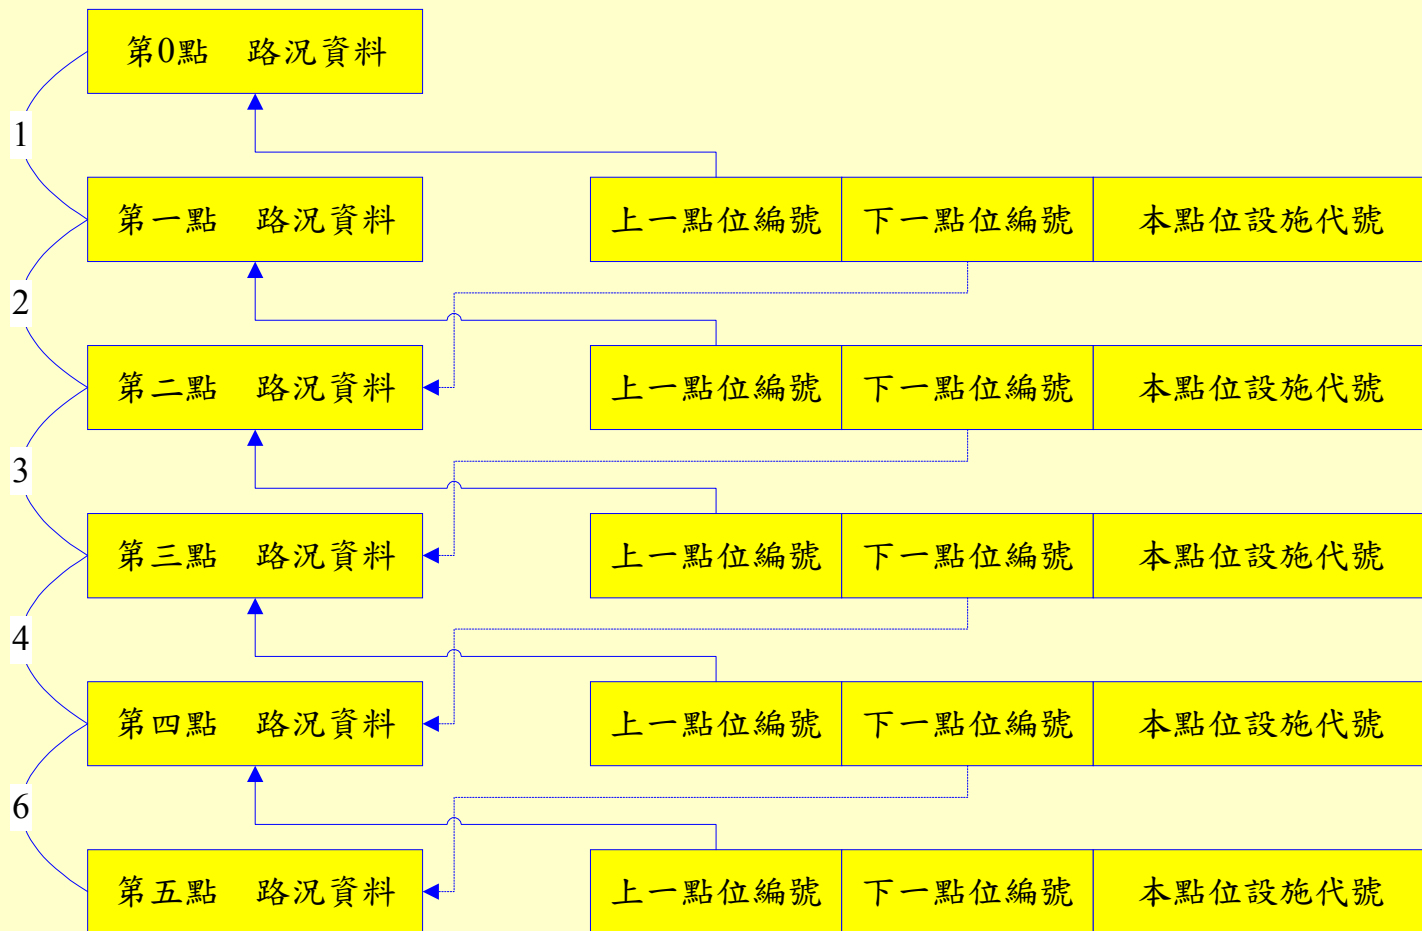 第0點　路況資料
1
第一點　路況資料　上一點位編號　下一點位編號　本點位設施代號
2
第二點　路況資料　上一點位編號　下一點位編號　本點位設施代號
3
第三點　路況資料　上一點位編號　下一點位編號　本點位設施代號
4
第四點　路況資料　上一點位編號　下一點位編號　本點位設施代號
6
第五點　路況資料　上一點位編號　下一點位編號　本點位設施代號